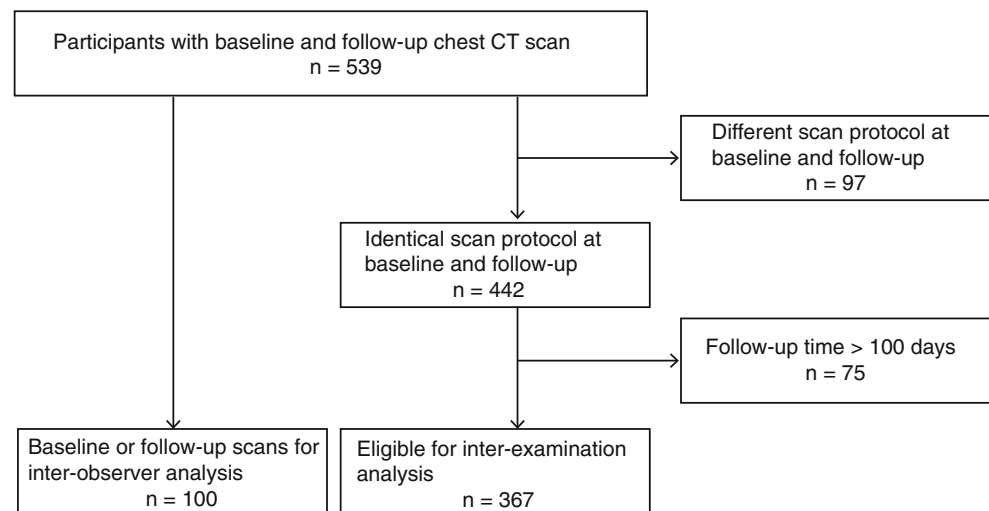 Participants with baseline and follow-up chest CT scan
n = 539
Different scan protocol at
baseline and follow-up
n = 97
Identical scan protocol at
baseline and follow-up
n = 442
Follow-up time > 100 days
n = 75
Baseline or follow-up scans for
inter-observer analysis
n = 100
Eligible for inter-examination
analysis
n = 367